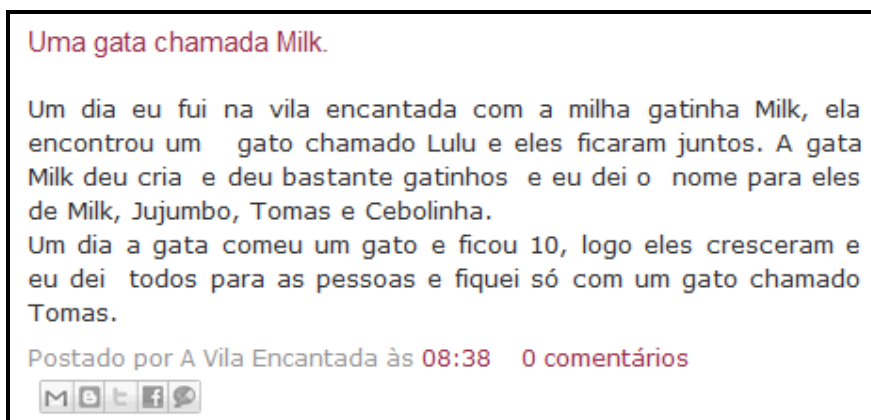 Uma gata chamada Milk.
Um dia eu fui na vila encantada com a milha gatinha Milk, ela
encontrou um gato chamado Lulu e eles ficaram juntos. A gata
Milk deu cria e deu bastante gatinhos e eu dei o nome para eles
de Milk, Jujumbo, Tomas e Cebolinha.
Um dia a gata comeu um gato e ficou 10, logo eles cresceram e
eu dei todos para as pessoas e fiquei só com um gato chamado
Tomas.
Postado por A Vila Encantada às 08:38 0 comentários